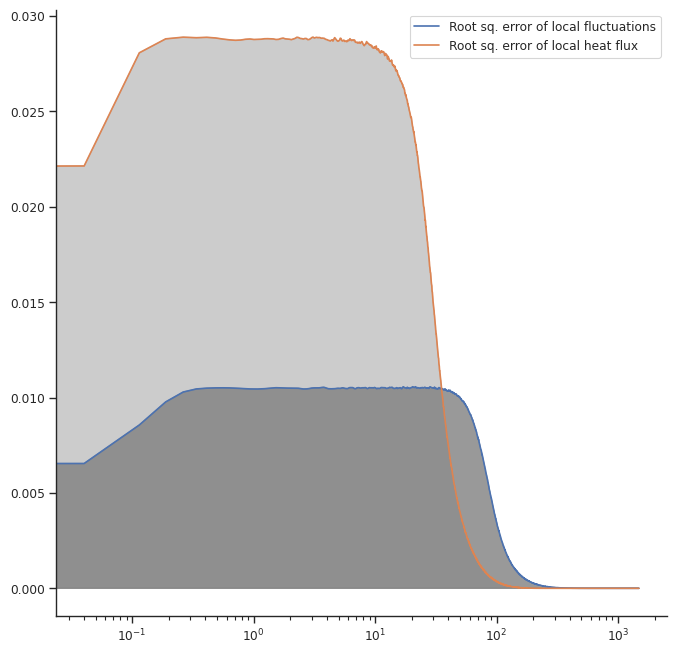 0.030
Root sq. error of local fluctuations
Root sq. error of local heat flux
0.025
0.020
0.015
0.010
0.005
0.000
10⁻¹ 10⁰ 10¹ 10² 10³